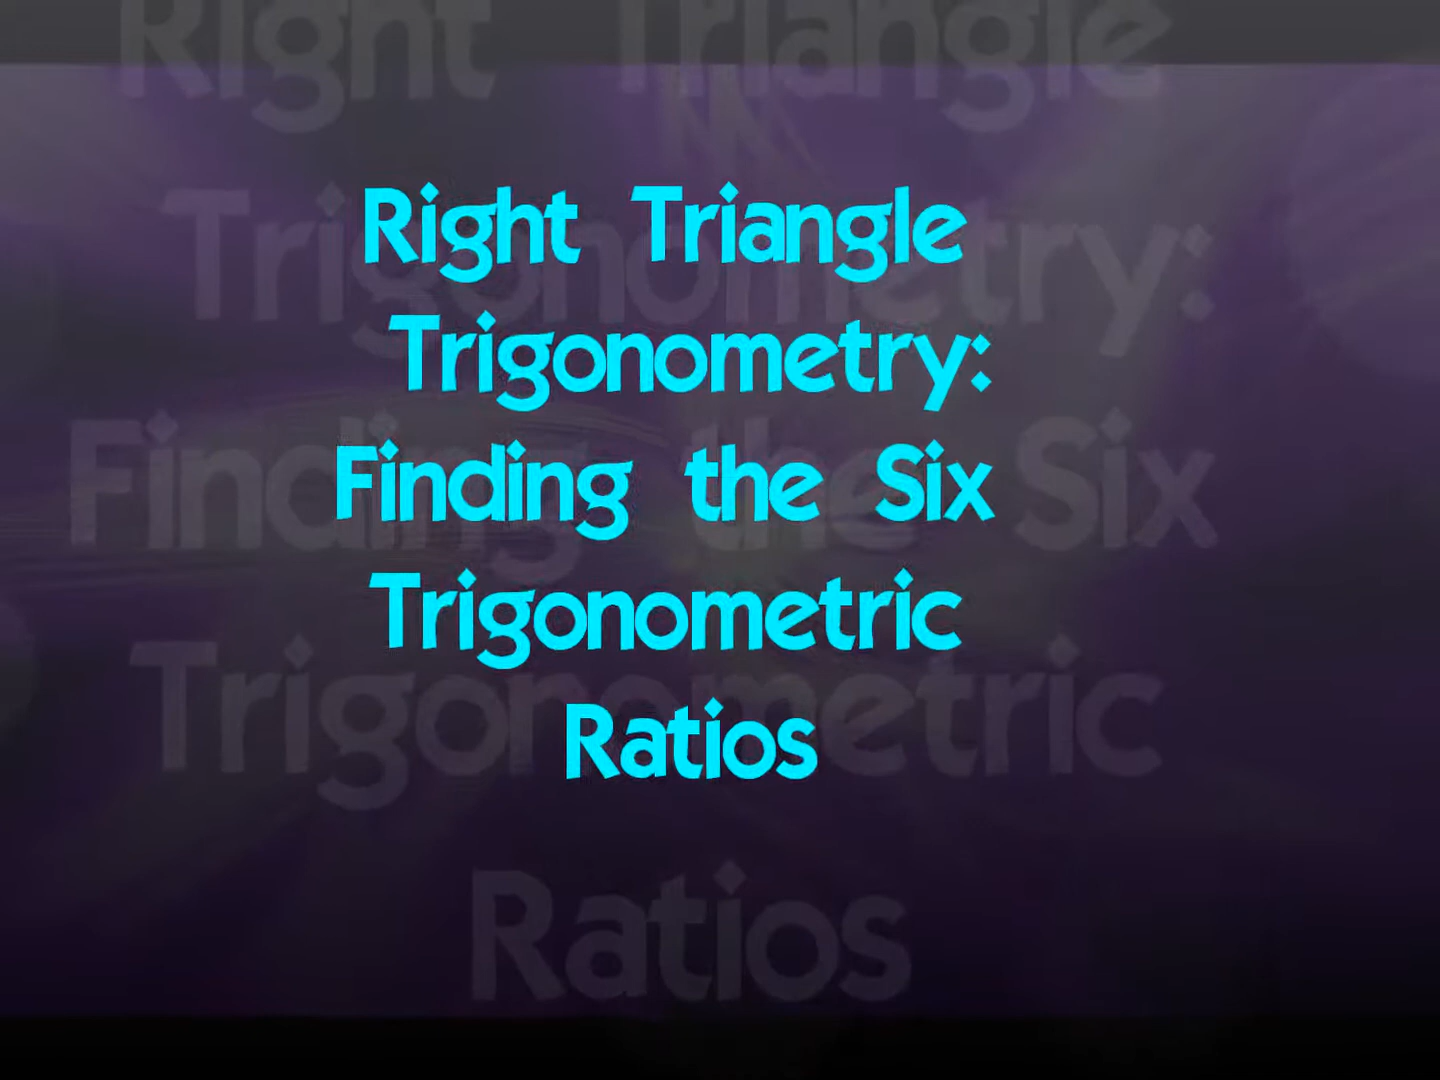 Right Triangle
Trigonometry:
Finding the Six
Trigonometric
Ratios